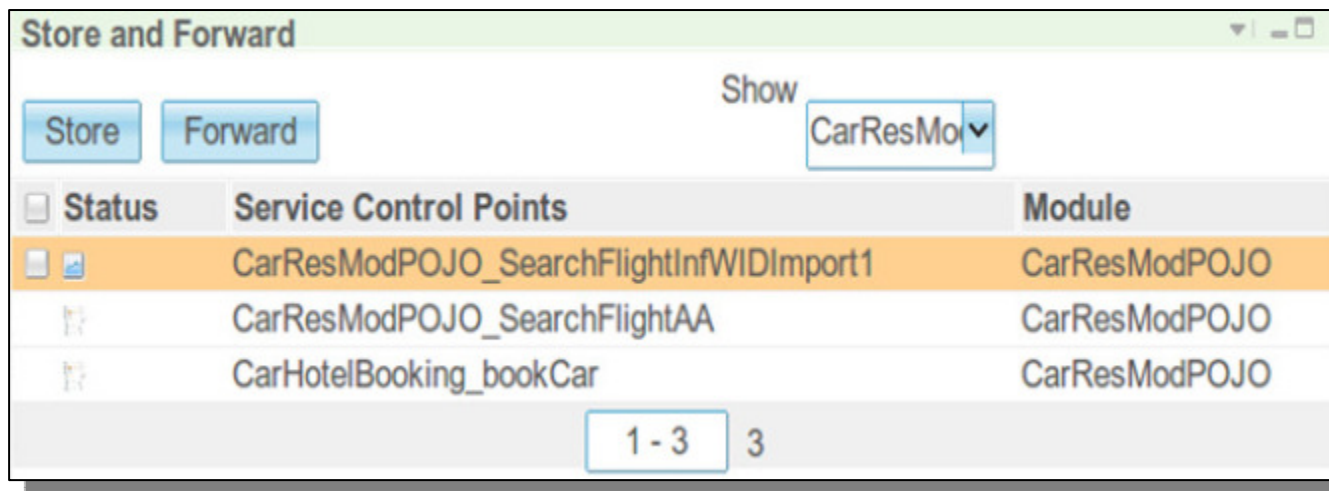 Store and Forward
Show
Store Forward CarResMo
Status Service Control Points Module
CarResModPOJO_SearchFlightInfWIDImport1 CarResModPOJO
CarResModPOJO_SearchFlightAA CarResModPOJO
CarHotelBooking_bookCar CarResModPOJO
1 - 3 3